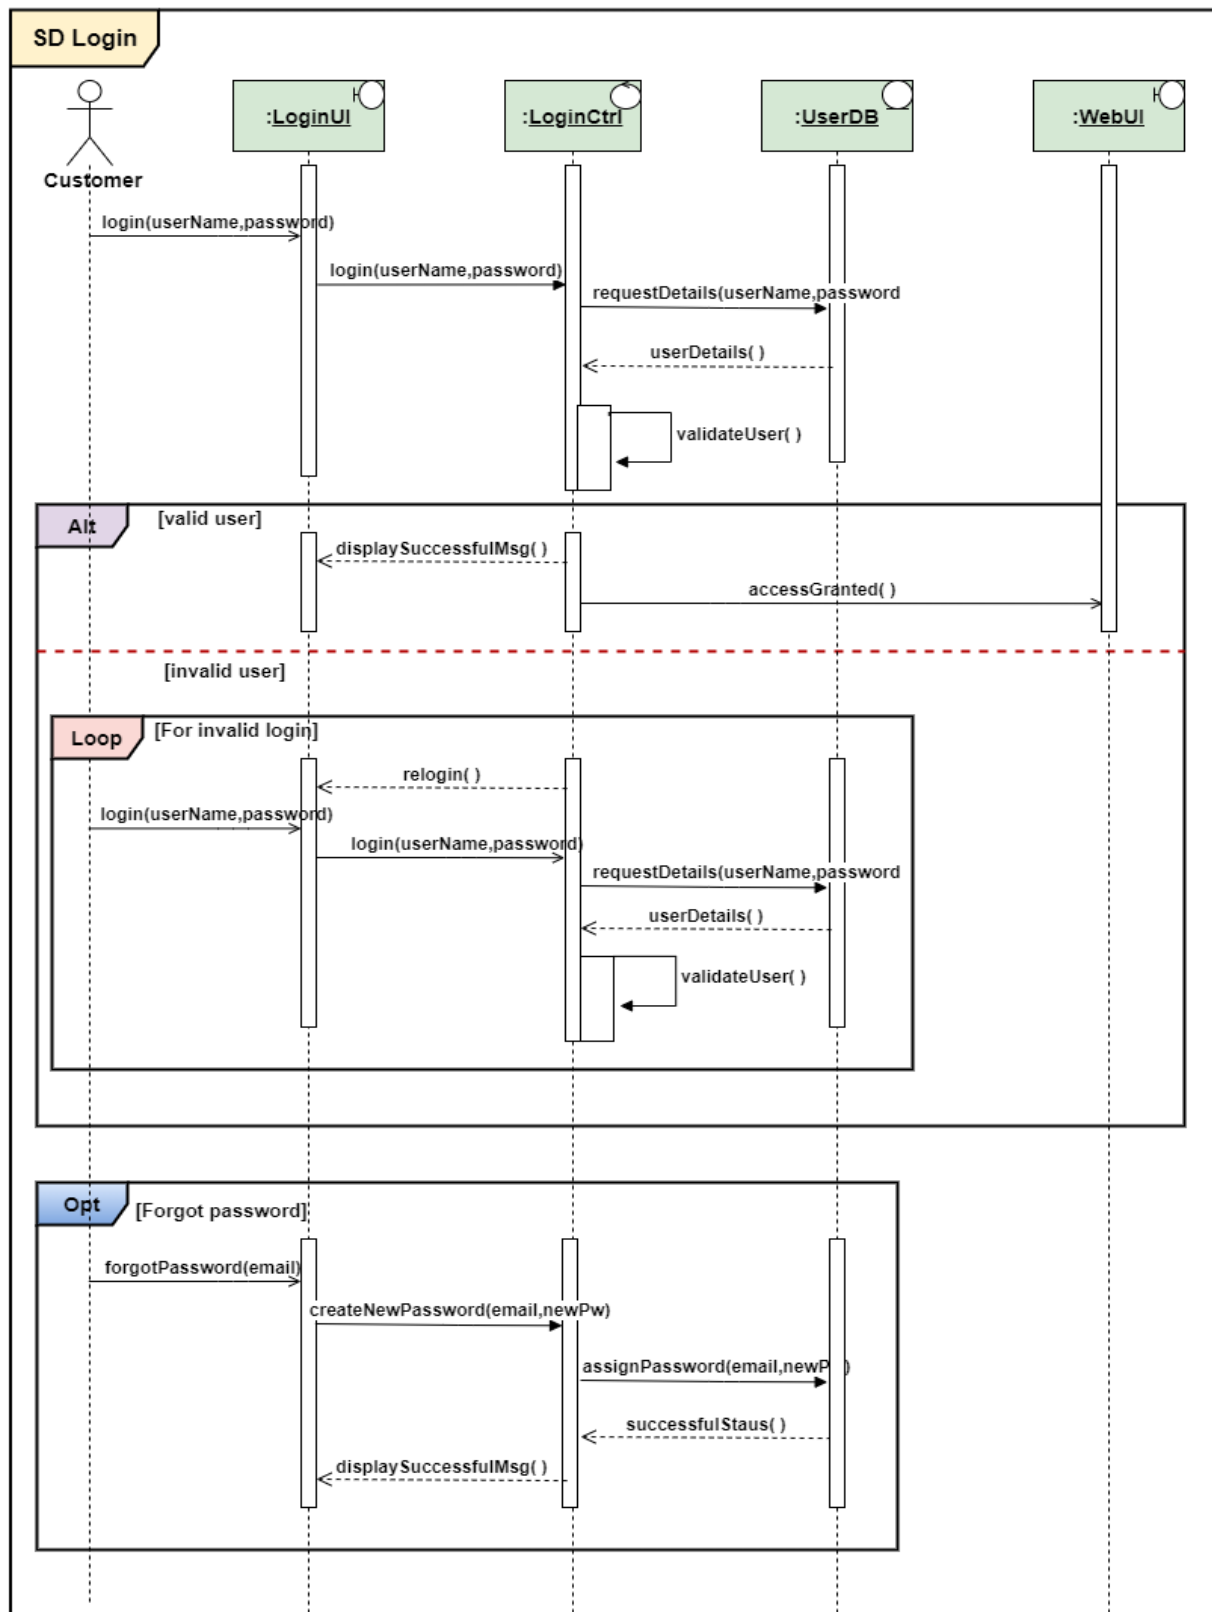 SD Login
:LoginUI
:LoginCtrl
:UserDB
:WebUI
Customer
login(userName,password)
login(userName,password)
requestDetails(userName,password
userDetails( )
validateUser( )
Alt
[valid user]
displaySuccessfulMsg( )
accessGranted( )
[invalid user]
Loop
[For invalid login]
relogin( )
login(userName,password)
login(userName,password)
requestDetails(userName,password
userDetails( )
validateUser( )
Opt
[Forgot password]
forgotPassword(email)
createNewPassword(email,newPw)
assignPassword(email,newPw)
successfulStaus( )
displaySuccessfulMsg( )